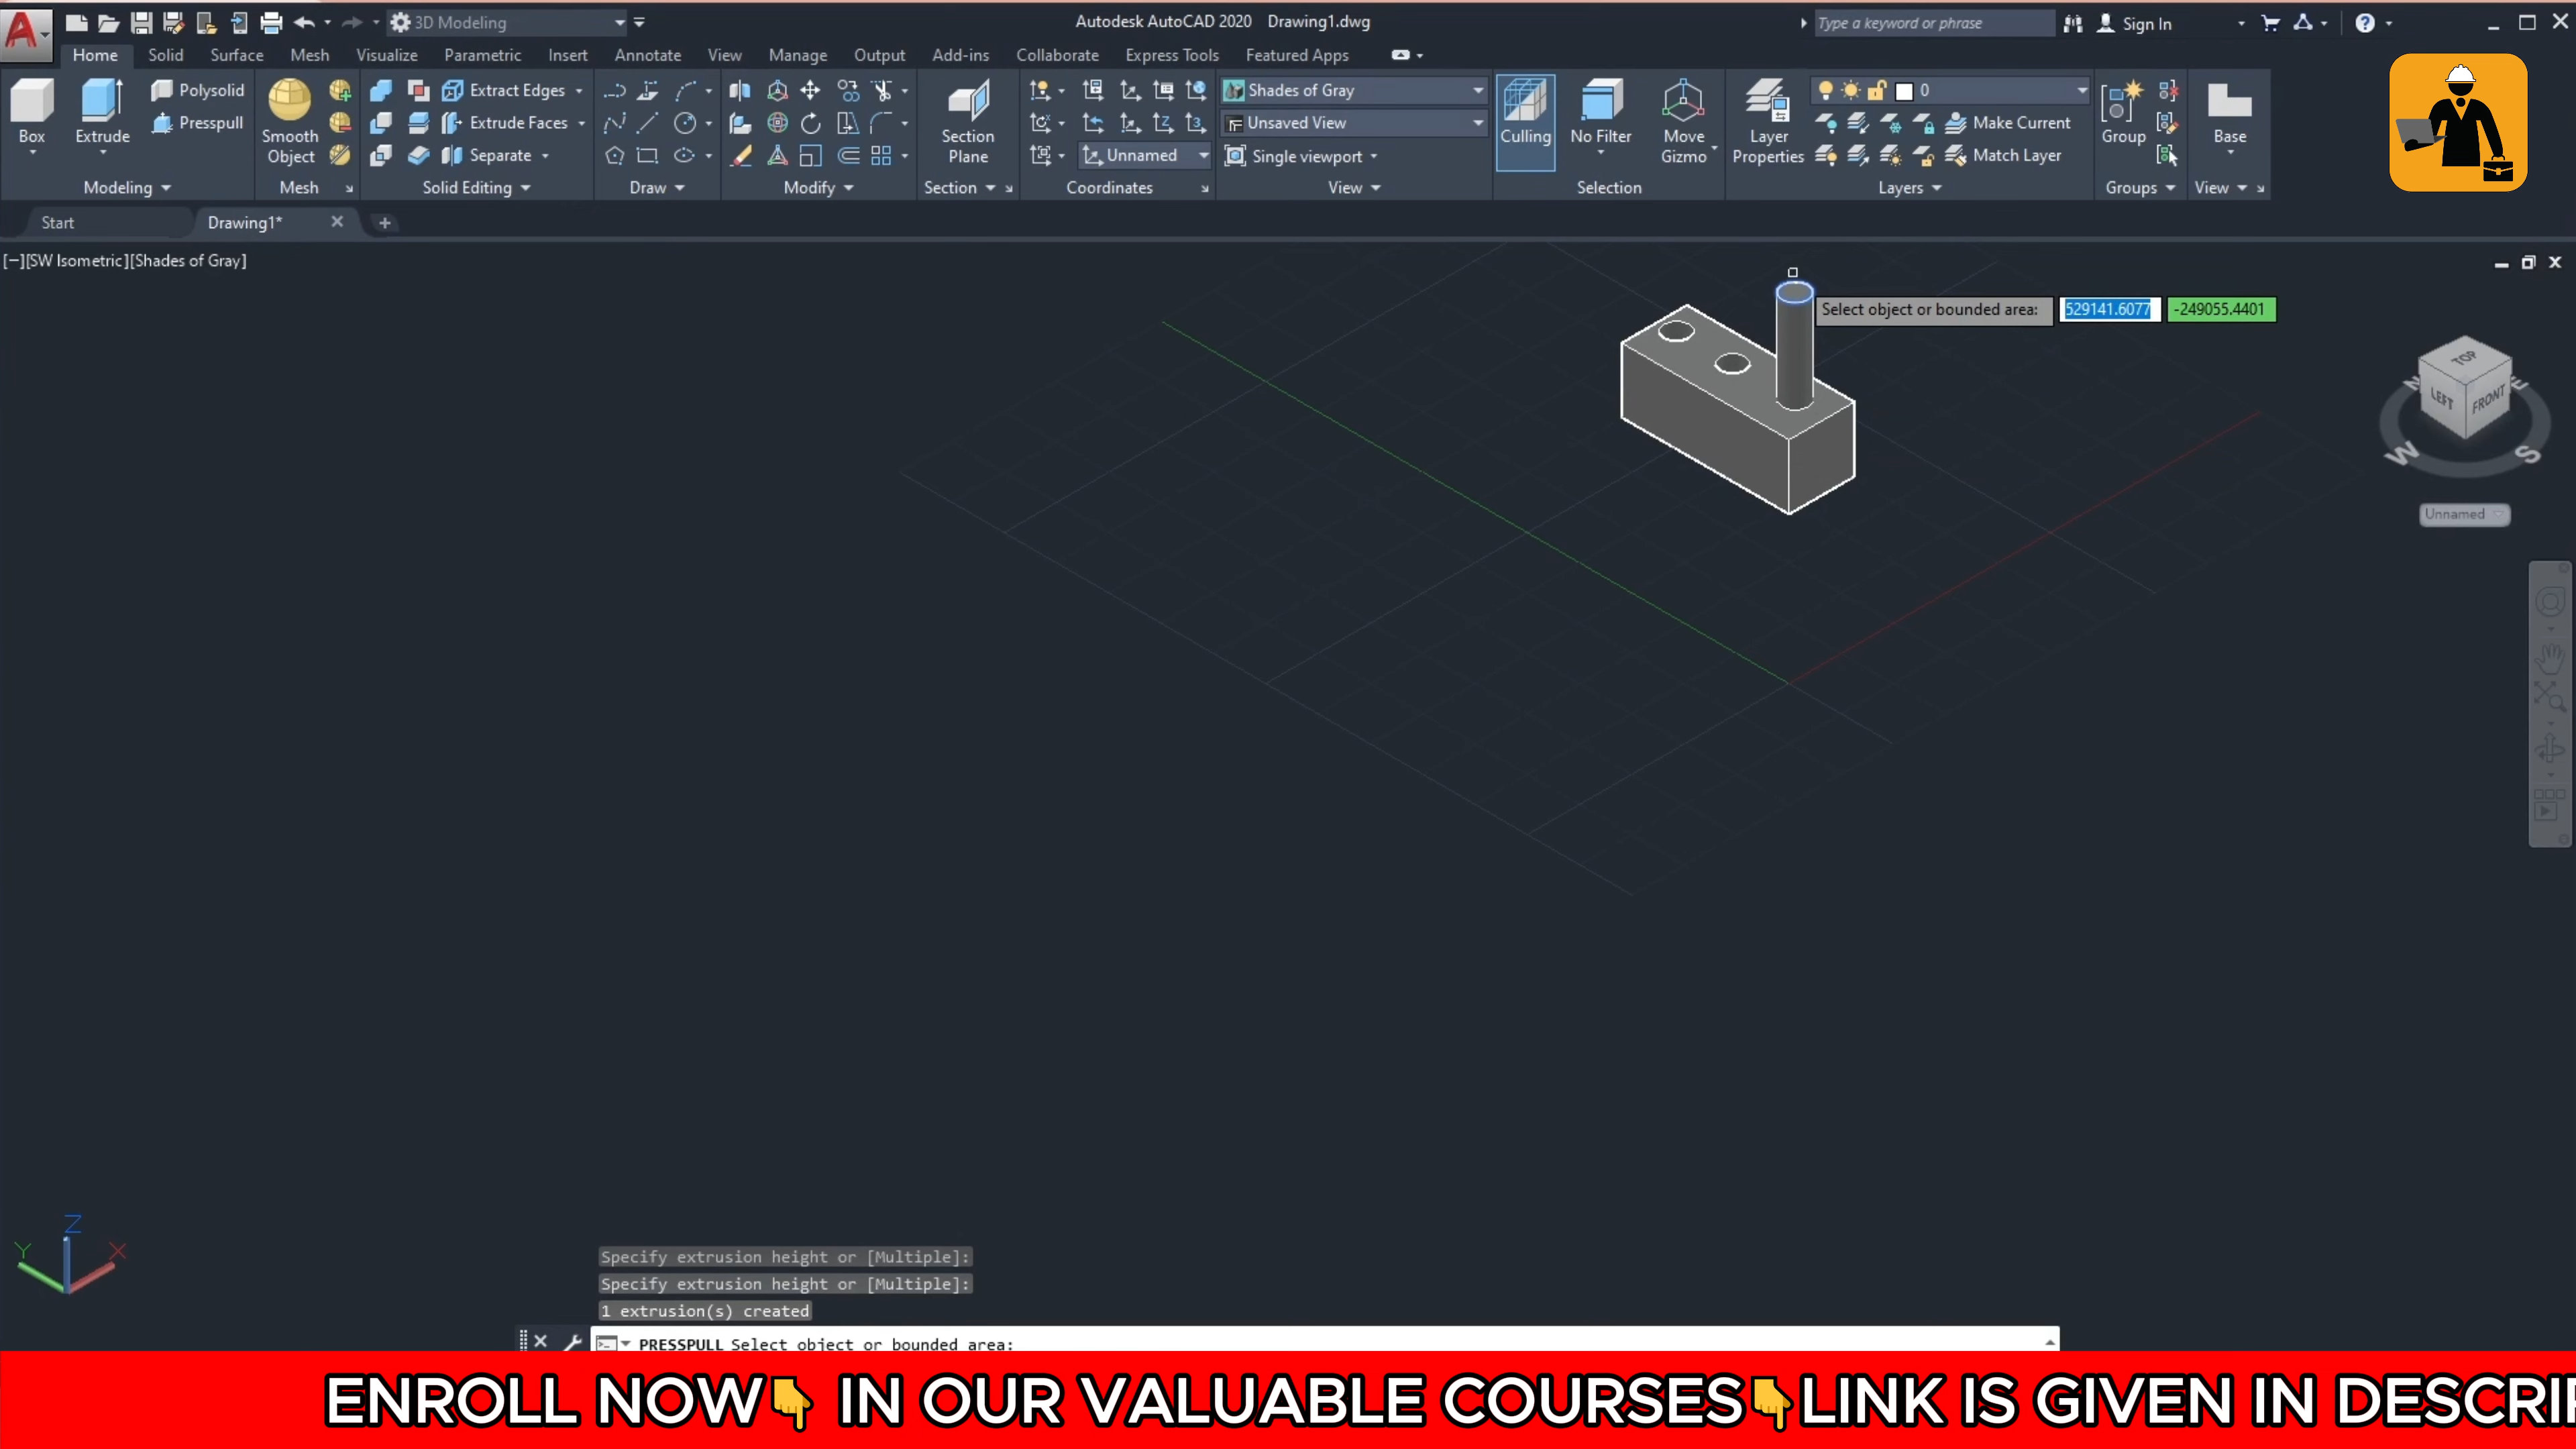 3D Modeling
Autodesk AutoCAD 2020 Drawing1.dwg
Type a keyword or phrase
Sign In
Home Solid Surface Mesh Visualize Parametric Insert Annotate View Manage Output Add-ins Collaborate Express Tools Featured Apps
Box
Extrude
Polysolid
Presspull
Modeling
Smooth Object
Mesh
Extract Edges
Extrude Faces
Separate
Solid Editing
Draw
Modify
Section Plane
Section
Unnamed
Coordinates
Shades of Gray
Unsaved View
Single viewport
View
Culling
No Filter
Move Gizmo
Selection
Layer Properties
0
Make Current
Match Layer
Layers
Group
Groups
Base
View
Start
Drawing1*
[−][SW Isometric][Shades of Gray]
Select object or bounded area: 529141.6077 -249055.4401
TOP
LEFT FRONT
N E
W S
Unnamed
Z
Y X
Specify extrusion height or [Multiple]:
Specify extrusion height or [Multiple]:
1 extrusion(s) created
PRESSPULL Select object or bounded area:
ENROLL NOW👇 IN OUR VALUABLE COURSES👇LINK IS GIVEN IN DESCRI